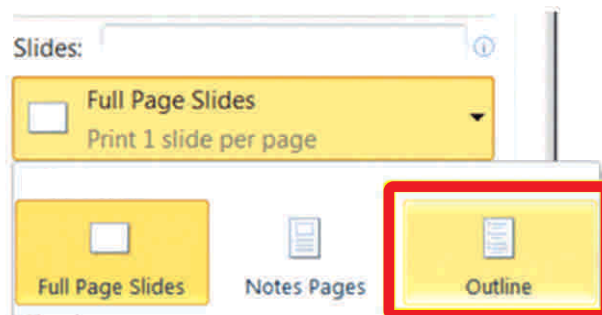 Slides:
Full Page Slides
Print 1 slide per page
Full Page Slides Notes Pages Outline